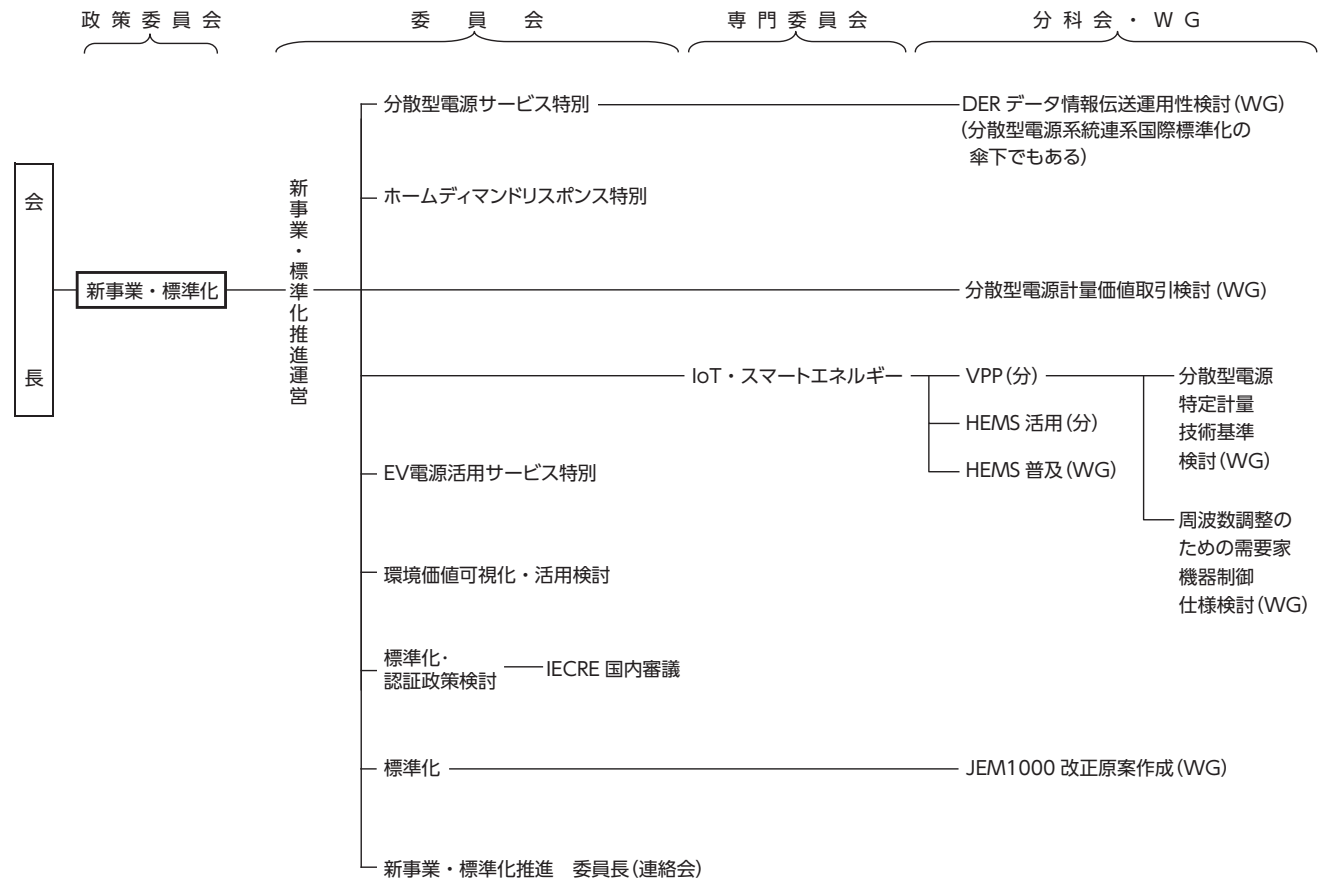 政策委員会
委員会
専門委員会
分科会・WG
会長
新事業・標準化
新事業・標準化推進運営
分散型電源サービス特別
DER データ情報伝送運用性検討(WG)
(分散型電源系統連系国際標準化の
傘下でもある)
ホームディマンドリスポンス特別
分散型電源計量価値取引検討(WG)
IoT・スマートエネルギー
VPP(分)
HEMS 活用(分)
HEMS 普及(WG)
分散型電源
特定計量
技術基準
検討(WG)
周波数調整の
ための需要家
機器制御
仕様検討(WG)
EV電源活用サービス特別
環境価値可視化・活用検討
標準化・
認証政策検討
IECRE 国内審議
標準化
JEM1000 改正原案作成(WG)
新事業・標準化推進　委員長(連絡会)